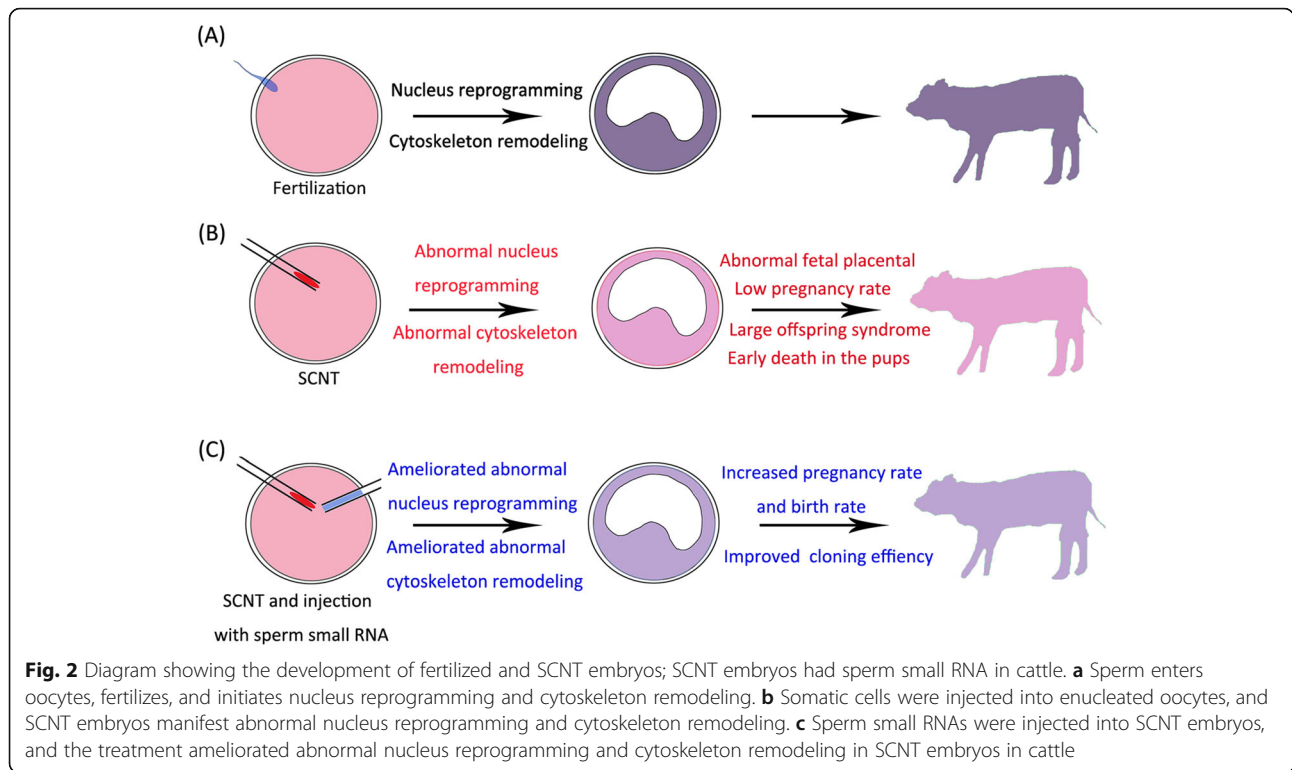 (A)
Nucleus reprogramming
Cytoskeleton remodeling
Fertilization
(B)
Abnormal nucleus
reprogramming
Abnormal cytoskeleton
remodeling
SCNT
Abnormal fetal placental
Low pregnancy rate
Large offspring syndrome
Early death in the pups
(C)
Ameliorated abnormal
nucleus reprogramming
Ameliorated abnormal
cytoskeleton remodeling
SCNT and injection
with sperm small RNA
Increased pregnancy rate
and birth rate
Improved cloning effiency
Fig. 2 Diagram showing the development of fertilized and SCNT embryos; SCNT embryos had sperm small RNA in cattle. a Sperm enters
oocytes, fertilizes, and initiates nucleus reprogramming and cytoskeleton remodeling. b Somatic cells were injected into enucleated oocytes, and
SCNT embryos manifest abnormal nucleus reprogramming and cytoskeleton remodeling. c Sperm small RNAs were injected into SCNT embryos,
and the treatment ameliorated abnormal nucleus reprogramming and cytoskeleton remodeling in SCNT embryos in cattle